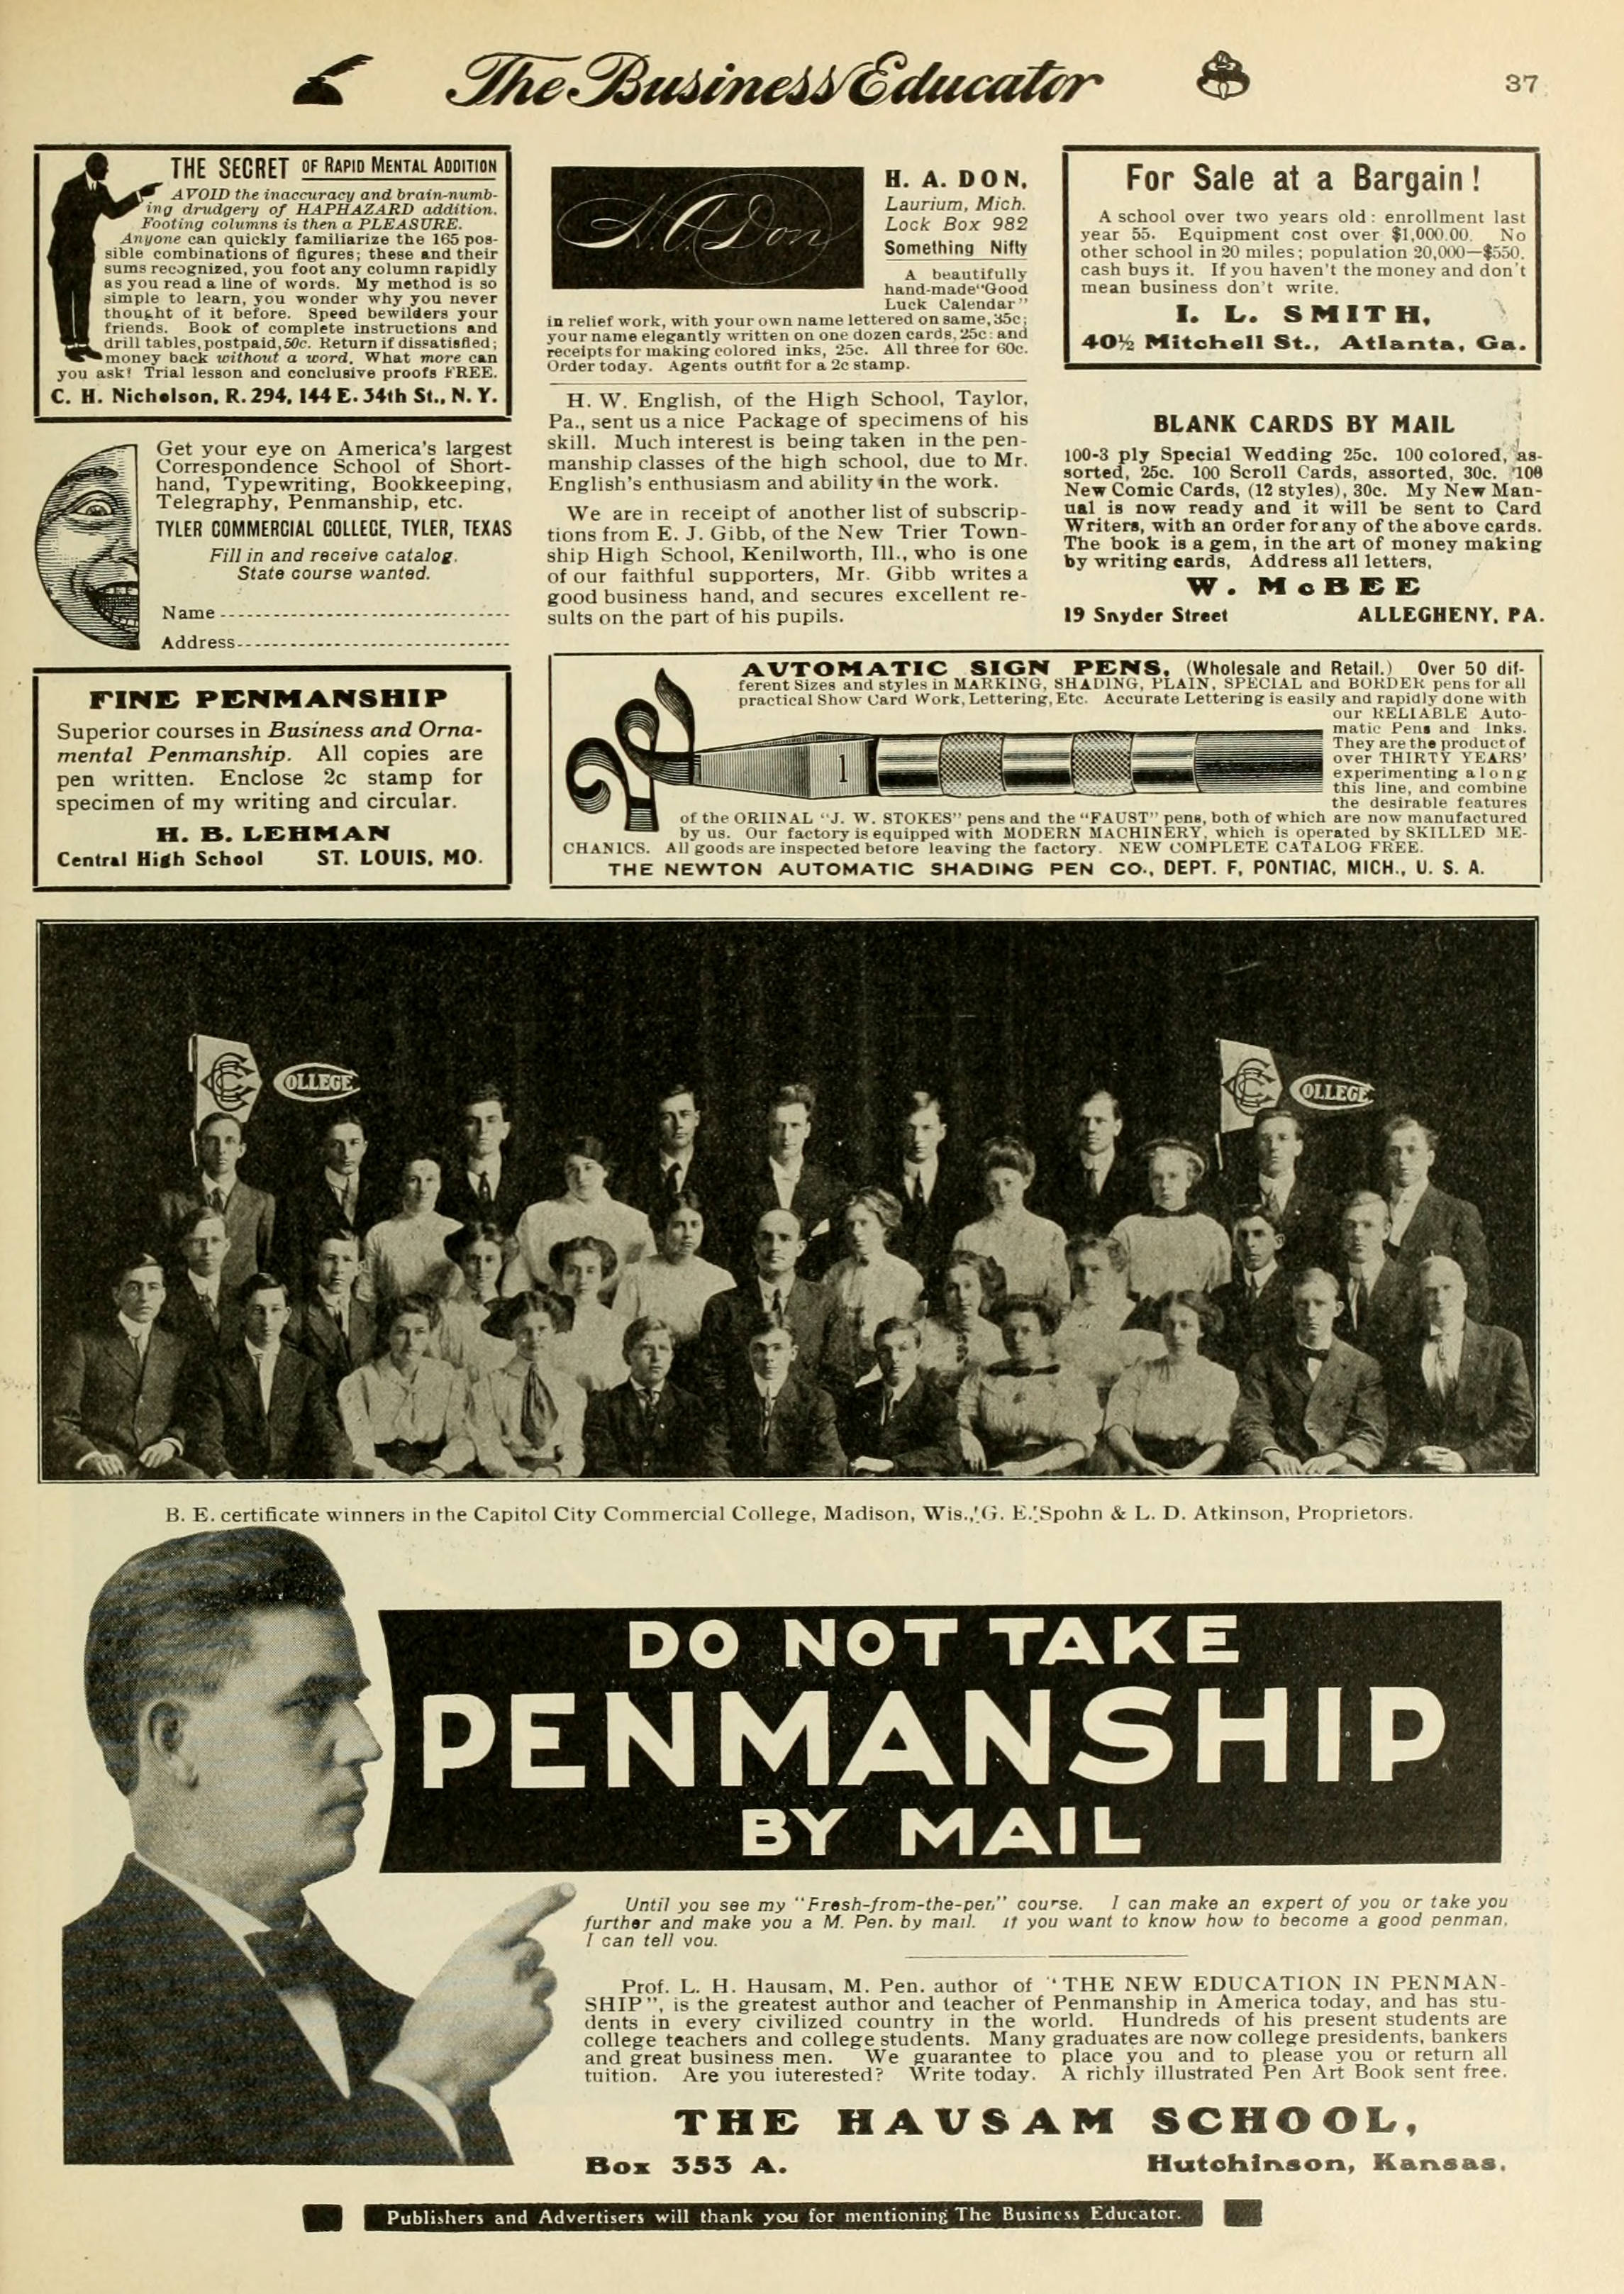 The Business Educator
37
THE SECRET OF RAPID MENTAL ADDITION
AVOID the inaccuracy and brain-numb-
ing drudgery of HAPHAZARD addition.
Footing columns is then a PLEASURE.
Anyone can quickly familiarize the 165 pos-
sible combinations of figures; these and their
sums recognized, you foot any column rapidly
as you read a line of words. My method is so
simple to learn, you wonder why you never
thought of it before. Speed bewilders your
friends. Book of complete instructions and
drill tables, postpaid, 50c. Return if dissatisfied;
money back without a word. What more can
you ask! Trial lesson and conclusive proofs FREE.
C. H. Nicholson, R. 294, 144 E. 34th St., N. Y.
Get your eye on America's largest
Correspondence School of Short-
hand, Typewriting, Bookkeeping,
Telegraphy, Penmanship, etc.
TYLER COMMERCIAL COLLEGE, TYLER, TEXAS
Fill in and receive catalog.
State course wanted.
Name
Address
FINE PENMANSHIP
Superior courses in Business and Orna-
mental Penmanship. All copies are
pen written. Enclose 2c stamp for
specimen of my writing and circular.
H. B. LEHMAN
Central High School ST. LOUIS, MO.
H. A. Don
H. A. DON,
Laurium, Mich.
Lock Box 982
Something Nifty
A beautifully
hand-made "Good
Luck Calendar"
in relief work, with your own name lettered on same, 35c;
your name elegantly written on one dozen cards, 25c: and
receipts for making colored inks, 25c. All three for 60c.
Order today. Agents outfit for a 2c stamp.
H. W. English, of the High School, Taylor,
Pa., sent us a nice Package of specimens of his
skill. Much interest is being taken in the pen-
manship classes of the high school, due to Mr.
English's enthusiasm and ability in the work.
We are in receipt of another list of subscrip-
tions from E. J. Gibb, of the New Trier Town-
ship High School, Kenilworth, Ill., who is one
of our faithful supporters, Mr. Gibb writes a
good business hand, and secures excellent re-
sults on the part of his pupils.
For Sale at a Bargain!
A school over two years old: enrollment last
year 55. Equipment cost over $1,000.00. No
other school in 20 miles; population 20,000—$550.
cash buys it. If you haven't the money and don't
mean business don't write.
I. L. SMITH,
40½ Mitchell St., Atlanta, Ga.
BLANK CARDS BY MAIL
100-3 ply Special Wedding 25c. 100 colored, as-
sorted, 25c. 100 Scroll Cards, assorted, 30c. 100
New Comic Cards, (12 styles), 30c. My New Man-
ual is now ready and it will be sent to Card
Writers, with an order for any of the above cards.
The book is a gem, in the art of money making
by writing cards, Address all letters,
W. McBEE
19 Snyder Street ALLEGHENY, PA.
AUTOMATIC SIGN PENS, (Wholesale and Retail.) Over 50 dif-
ferent Sizes and styles in MARKING, SHADING, PLAIN, SPECIAL and BORDER pens for all
practical Show Card Work, Lettering, Etc. Accurate Lettering is easily and rapidly done with
our RELIABLE Auto-
matic Pens and Inks.
They are the product of
over THIRTY YEARS'
experimenting along
this line, and combine
the desirable features
1
of the ORIINAL "J. W. STOKES" pens and the "FAUST" pens, both of which are now manufactured
by us. Our factory is equipped with MODERN MACHINERY, which is operated by SKILLED ME-
CHANICS. All goods are inspected before leaving the factory. NEW COMPLETE CATALOG FREE.
THE NEWTON AUTOMATIC SHADING PEN CO., DEPT. F, PONTIAC, MICH., U. S. A.
CCC COLLEGE
CCC COLLEGE
B. E. certificate winners in the Capitol City Commercial College, Madison, Wis., G. E. Spohn & L. D. Atkinson, Proprietors.
DO NOT TAKE
PENMANSHIP
BY MAIL
Until you see my "Fresh-from-the-pen" course. I can make an expert of you or take you
further and make you a M. Pen. by mail. If you want to know how to become a good penman,
I can tell you.
Prof. L. H. Hausam, M. Pen. author of "THE NEW EDUCATION IN PENMAN-
SHIP", is the greatest author and teacher of Penmanship in America today, and has stu-
dents in every civilized country in the world. Hundreds of his present students are
college teachers and college students. Many graduates are now college presidents, bankers
and great business men. We guarantee to place you and to please you or return all
tuition. Are you iuterested? Write today. A richly illustrated Pen Art Book sent free.
THE HAUSAM SCHOOL,
Box 353 A. Hutchinson, Kansas.
Publishers and Advertisers will thank you for mentioning The Business Educator.